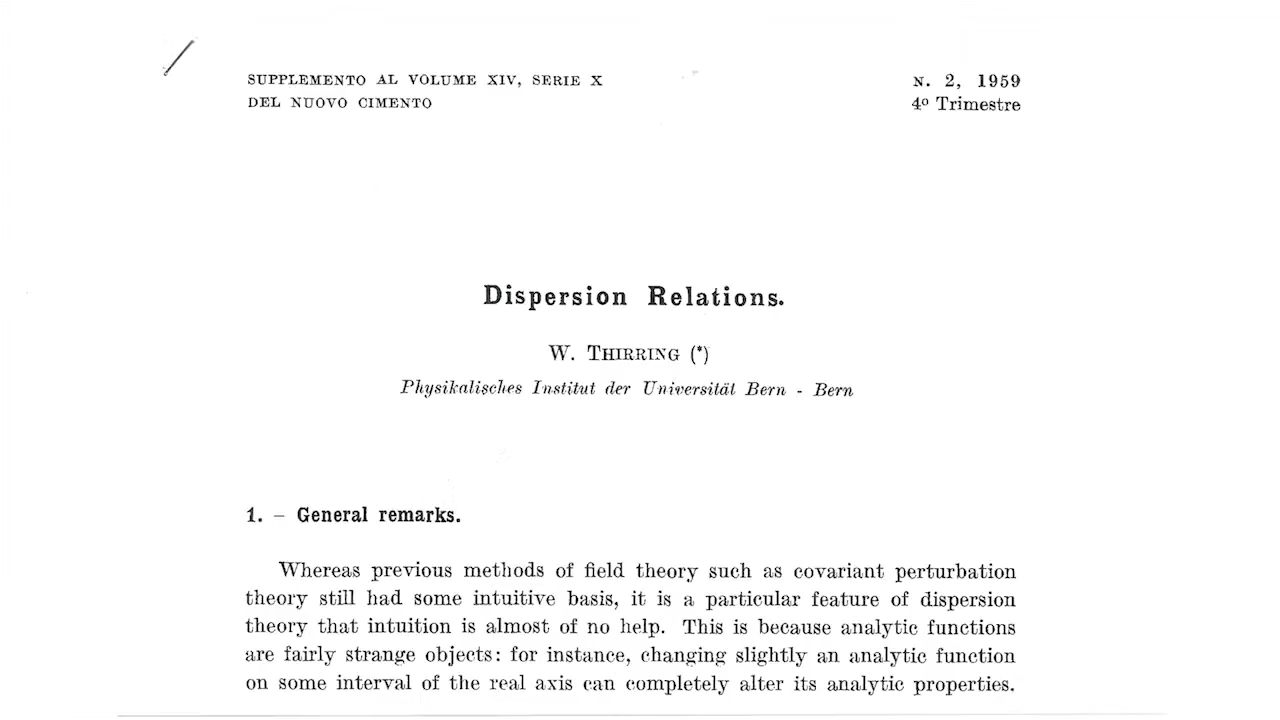 SUPPLEMENTO AL VOLUME XIV, SERIE X
DEL NUOVO CIMENTO
N. 2, 1959
4º Trimestre
Dispersion Relations.
W. THIRRING (*)
Physikalisches Institut der Universität Bern - Bern
1. – General remarks.
Whereas previous methods of field theory such as covariant perturbation
theory still had some intuitive basis, it is a particular feature of dispersion
theory that intuition is almost of no help. This is because analytic functions
are fairly strange objects: for instance, changing slightly an analytic function
on some interval of the real axis can completely alter its analytic properties.